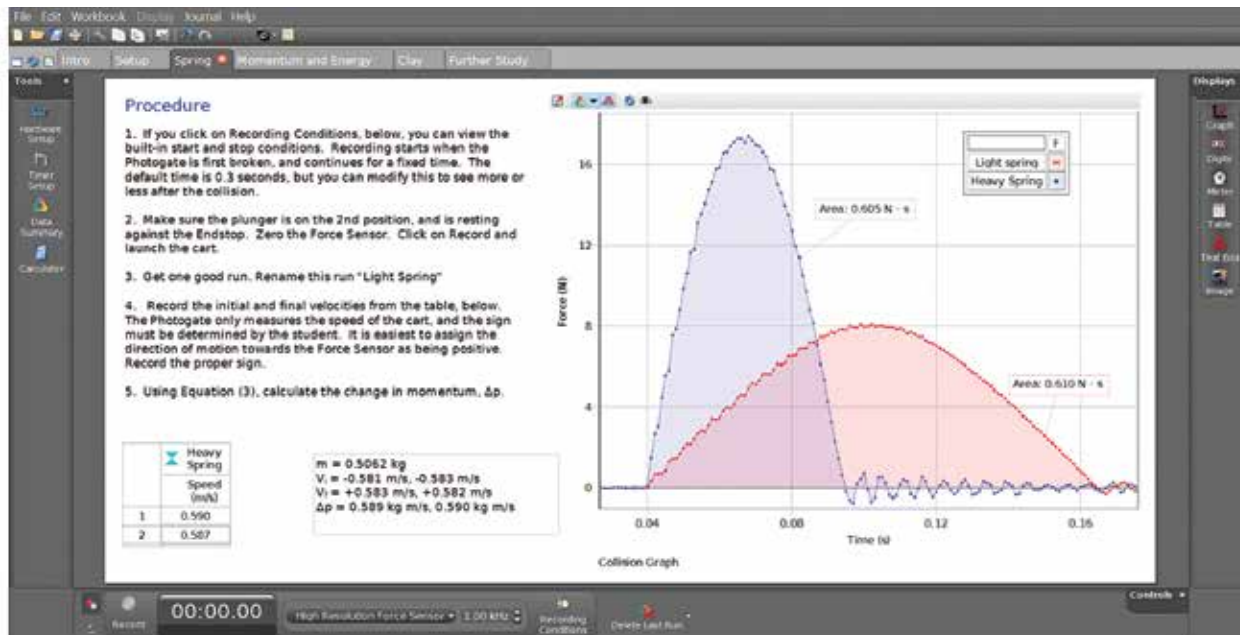 File Edit Workbook Display Journal Help
Intro Setup Spring Momentum and Energy Clay Further Study
Tools
Hardware
Setup
Timer
Setup
Data
Summary
Calculator
Procedure
1. If you click on Recording Conditions, below, you can view the
built-in start and stop conditions. Recording starts when the
Photogate is first broken, and continues for a fixed time. The
default time is 0.3 seconds, but you can modify this to see more or
less after the collision.
2. Make sure the plunger is on the 2nd position, and is resting
against the Endstop. Zero the Force Sensor. Click on Record and
launch the cart.
3. Get one good run. Rename this run "Light Spring"
4. Record the initial and final velocities from the table, below.
The Photogate only measures the speed of the cart, and the sign
must be determined by the student. It is easiest to assign the
direction of motion towards the Force Sensor as being positive.
Record the proper sign.
5. Using Equation (3), calculate the change in momentum, Δp.
Heavy
Spring
Speed
(m/s)
1 0.590
2 0.587
m = 0.5062 kg
Vᵢ = -0.581 m/s, -0.583 m/s
V = +0.583 m/s, +0.582 m/s
Δp = 0.589 kg m/s, 0.590 kg m/s
F
Light spring
Heavy Spring
Area: 0.605 N · s
Area: 0.610 N · s
Force (N)
16
12
8
4
0
0.04 0.08 0.12 0.16
Time (s)
Collision Graph
Displays
Graph
Digits
Meter
Table
Text Box
Image
Controls
Record
00:00.00
High Resolution Force Sensor 1.00 kHz
Recording
Conditions
Delete Last Run